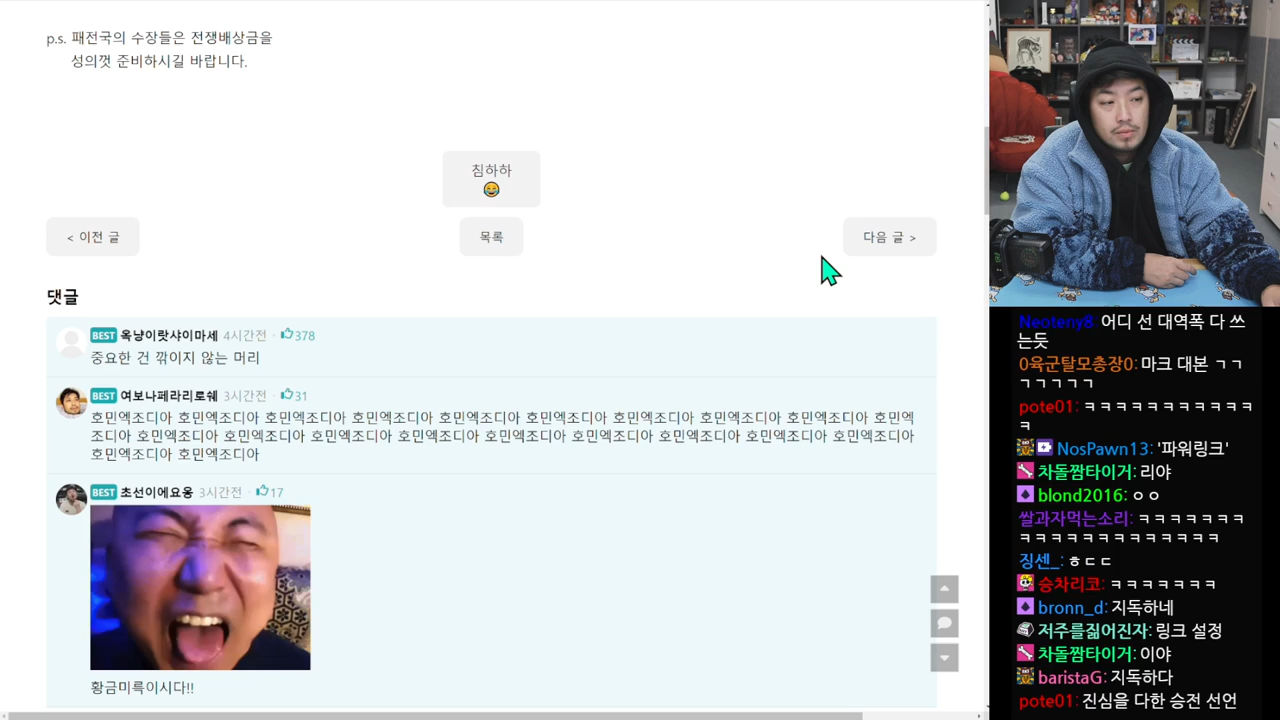 p.s. 패전국의 수장들은 전쟁배상금을
성의껏 준비하시길 바랍니다.
침하하
< 이전 글
목록
다음 글 >
댓글
BEST 옥냥이랏샤이마세 4시간전 · 378
중요한 건 깎이지 않는 머리
BEST 여보나페라리로쉐 3시간전 · 31
호민엑조디아 호민엑조디아 호민엑조디아 호민엑조디아 호민엑조디아 호민엑조디아 호민엑조디아 호민엑조디아 호민엑조디아 호민엑
조디아 호민엑조디아 호민엑조디아 호민엑조디아 호민엑조디아 호민엑조디아 호민엑조디아 호민엑조디아 호민엑조디아 호민엑조디아
호민엑조디아 호민엑조디아
BEST 초선이에요옹 3시간전 · 17
황금미륵이시다!!
Neoteny8: 어디 선 대역폭 다 쓰
는듯
0육군탈모총장0: 마크 대본 ㄱㄱ
ㄱㄱㄱㄱㄱ
pote01: ㅋㅋㅋㅋㅋㅋㅋㅋㅋㅋㅋ
ㅋ
NosPawn13: '파워링크'
차돌짬타이거: 리야
blond2016: ㅇㅇ
쌀과자먹는소리: ㅋㅋㅋㅋㅋㅋㅋ
ㅋㅋㅋㅋㅋㅋㅋㅋㅋㅋㅋㅋㅋ
징센_: ㅎㄷㄷ
승차리코: ㅋㅋㅋㅋㅋㅋㅋ
bronn_d: 지독하네
저주를짊어진자: 링크 설정
차돌짬타이거: 이야
baristaG: 지독하다
pote01: 진심을 다한 승전 선언